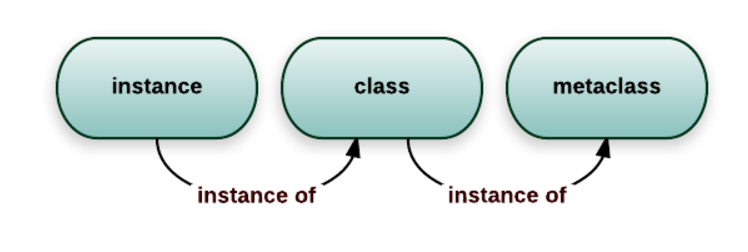 instance
class
metaclass
instance of
instance of